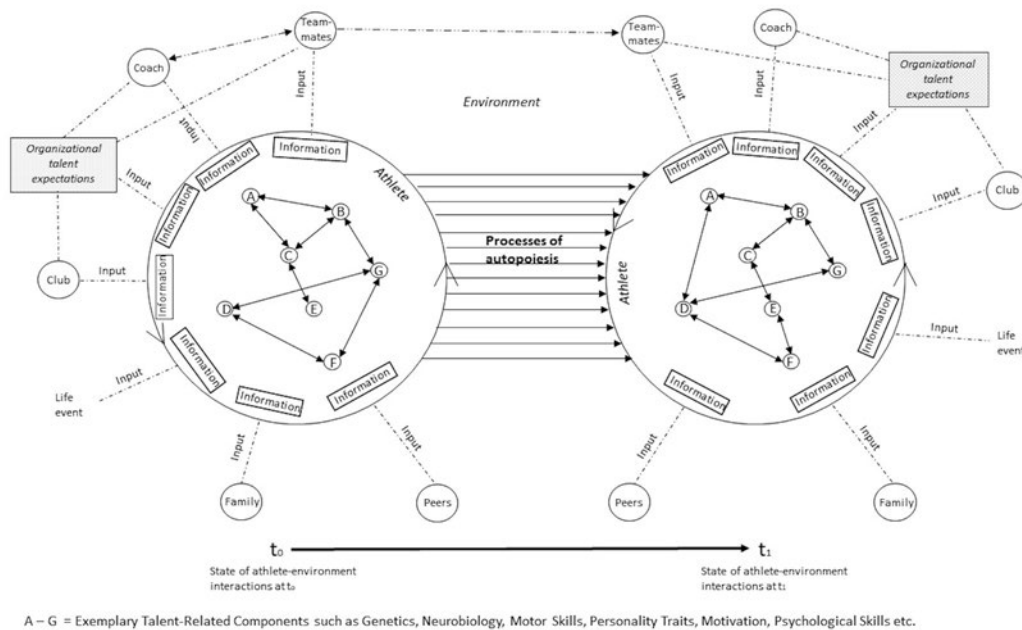 Team-
mates
Coach
Input
Input
Organizational
talent
expectations
Input
Club
Input
Input
Life
event
Input
Family
Input
Peers
Information
Information
Information
Information
Information
Information
Information
Athlete
A
B
C
G
D
E
F
Environment
Processes of
autopoiesis
Team-
mates
Coach
Organizational
talent
expectations
Input
Input
Input
Input
Club
Input
Life
event
Input
Peers
Input
Family
Information
Information
Information
Information
Information
Information
Information
Athlete
A
B
C
G
D
E
F
t₀
t₁
State of athlete-environment
interactions at t₀
State of athlete-environment
interactions at t₁
A – G = Exemplary Talent-Related Components such as Genetics, Neurobiology, Motor Skills, Personality Traits, Motivation, Psychological Skills etc.